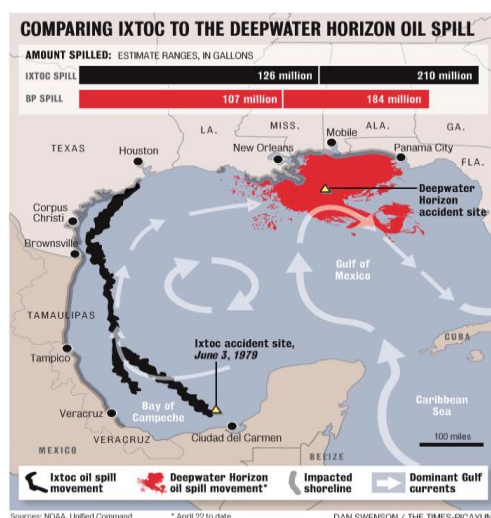 COMPARING IXTOC TO THE DEEPWATER HORIZON OIL SPILL
AMOUNT SPILLED: ESTIMATE RANGES, IN GALLONS
IXTOC SPILL 126 million 210 million
BP SPILL 107 million 184 million
LA. MISS. ALA. GA.
Mobile
TEXAS Houston New Orleans Panama City
FLA.
Deepwater
Horizon
accident site
Corpus
Christi
Brownsville
Gulf of
Mexico
TAMAULIPAS
CUBA
Ixtoc accident site,
June 3, 1979
Tampico
Bay of
Campeche
Caribbean
Sea
Veracruz
VERACRUZ
Ciudad del Carmen
100 miles
MEXICO
BELIZE
Ixtoc oil spill
movement
Deepwater Horizon
oil spill movement*
Impacted
shoreline
Dominant Gulf
currents
Sources: NOAA, Unified Command * April 22 to date DAN SWENSON / THE TIMES-PICAYUNE